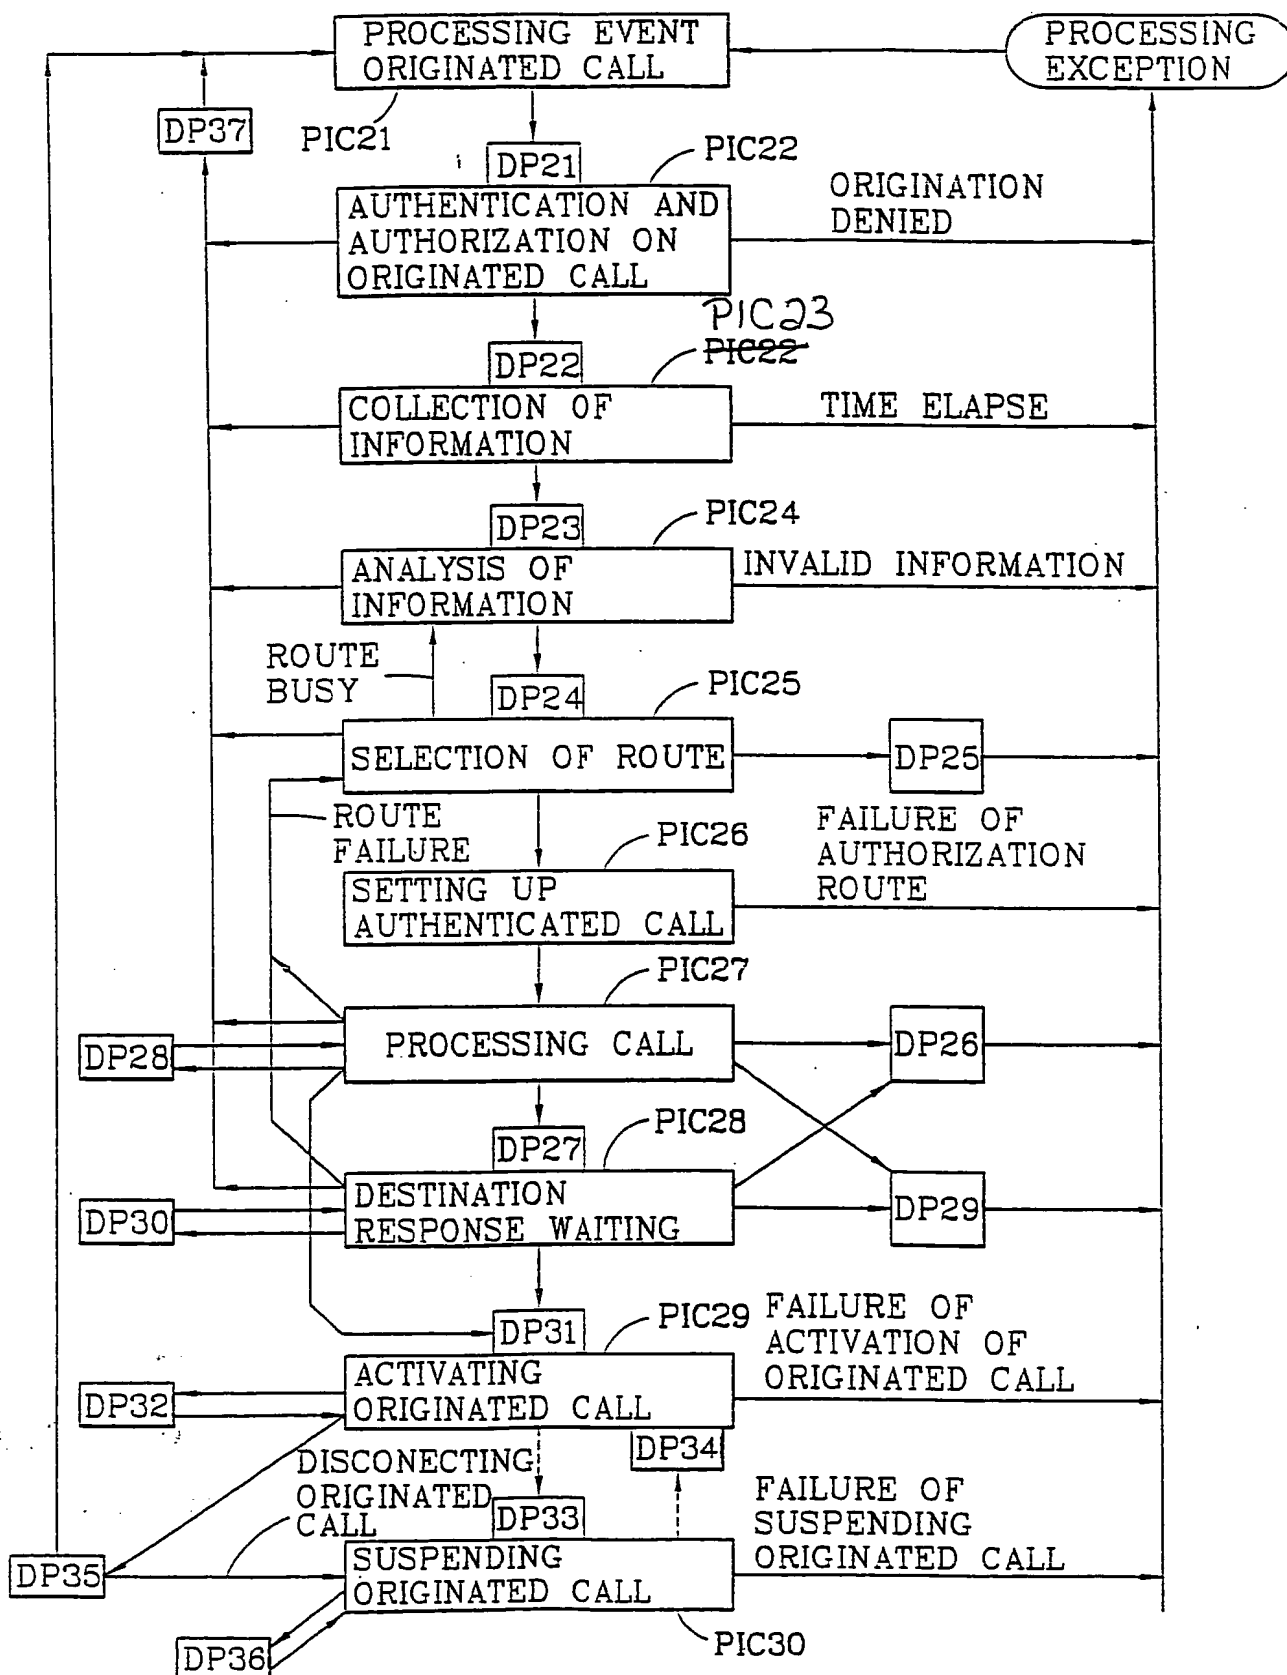 PROCESSING EVENT
ORIGINATED CALL
PROCESSING
EXCEPTION
DP37
PIC21
DP21
PIC22
AUTHENTICATION AND
AUTHORIZATION ON
ORIGINATED CALL
ORIGINATION
DENIED
PIC23
PIC22
DP22
COLLECTION OF
INFORMATION
TIME ELAPSE
DP23
PIC24
ANALYSIS OF
INFORMATION
INVALID INFORMATION
ROUTE
BUSY
DP24
PIC25
SELECTION OF ROUTE
DP25
ROUTE
FAILURE
PIC26
FAILURE OF
AUTHORIZATION
ROUTE
SETTING UP
AUTHENTICATED CALL
PIC27
DP28
PROCESSING CALL
DP26
DP27
PIC28
DP30
DESTINATION
RESPONSE WAITING
DP29
DP31
PIC29
FAILURE OF
ACTIVATION OF
ORIGINATED CALL
DP32
ACTIVATING
ORIGINATED CALL
DP34
DISCONECTING
ORIGINATED
CALL
DP33
FAILURE OF
SUSPENDING
ORIGINATED CALL
DP35
SUSPENDING
ORIGINATED CALL
DP36
PIC30